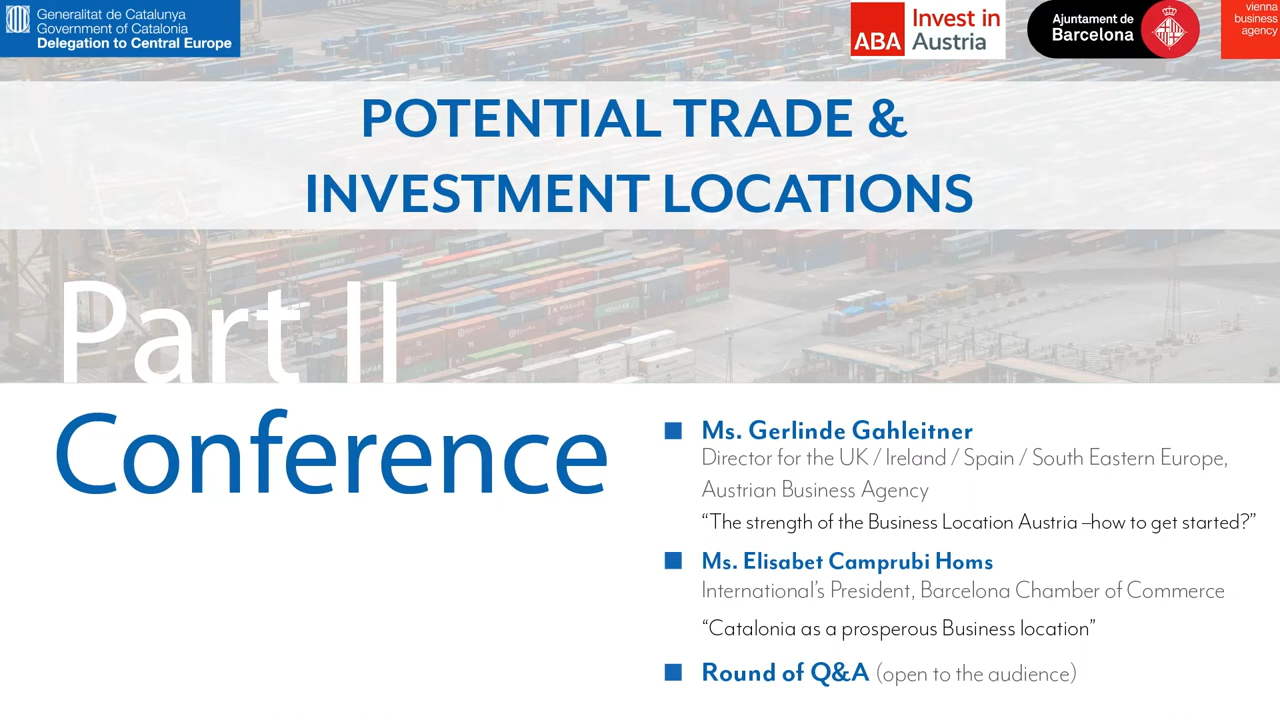 Generalitat de Catalunya
Government of Catalonia
Delegation to Central Europe
ABA
Invest in
Austria
Ajuntament de
Barcelona
vienna
business
agency
POTENTIAL TRADE &
INVESTMENT LOCATIONS
Part II
Conference
Ms. Gerlinde Gahleitner
Director for the UK / Ireland / Spain / South Eastern Europe,
Austrian Business Agency
“The strength of the Business Location Austria –how to get started?”
Ms. Elisabet Camprubi Homs
International’s President, Barcelona Chamber of Commerce
“Catalonia as a prosperous Business location”
Round of Q&A (open to the audience)